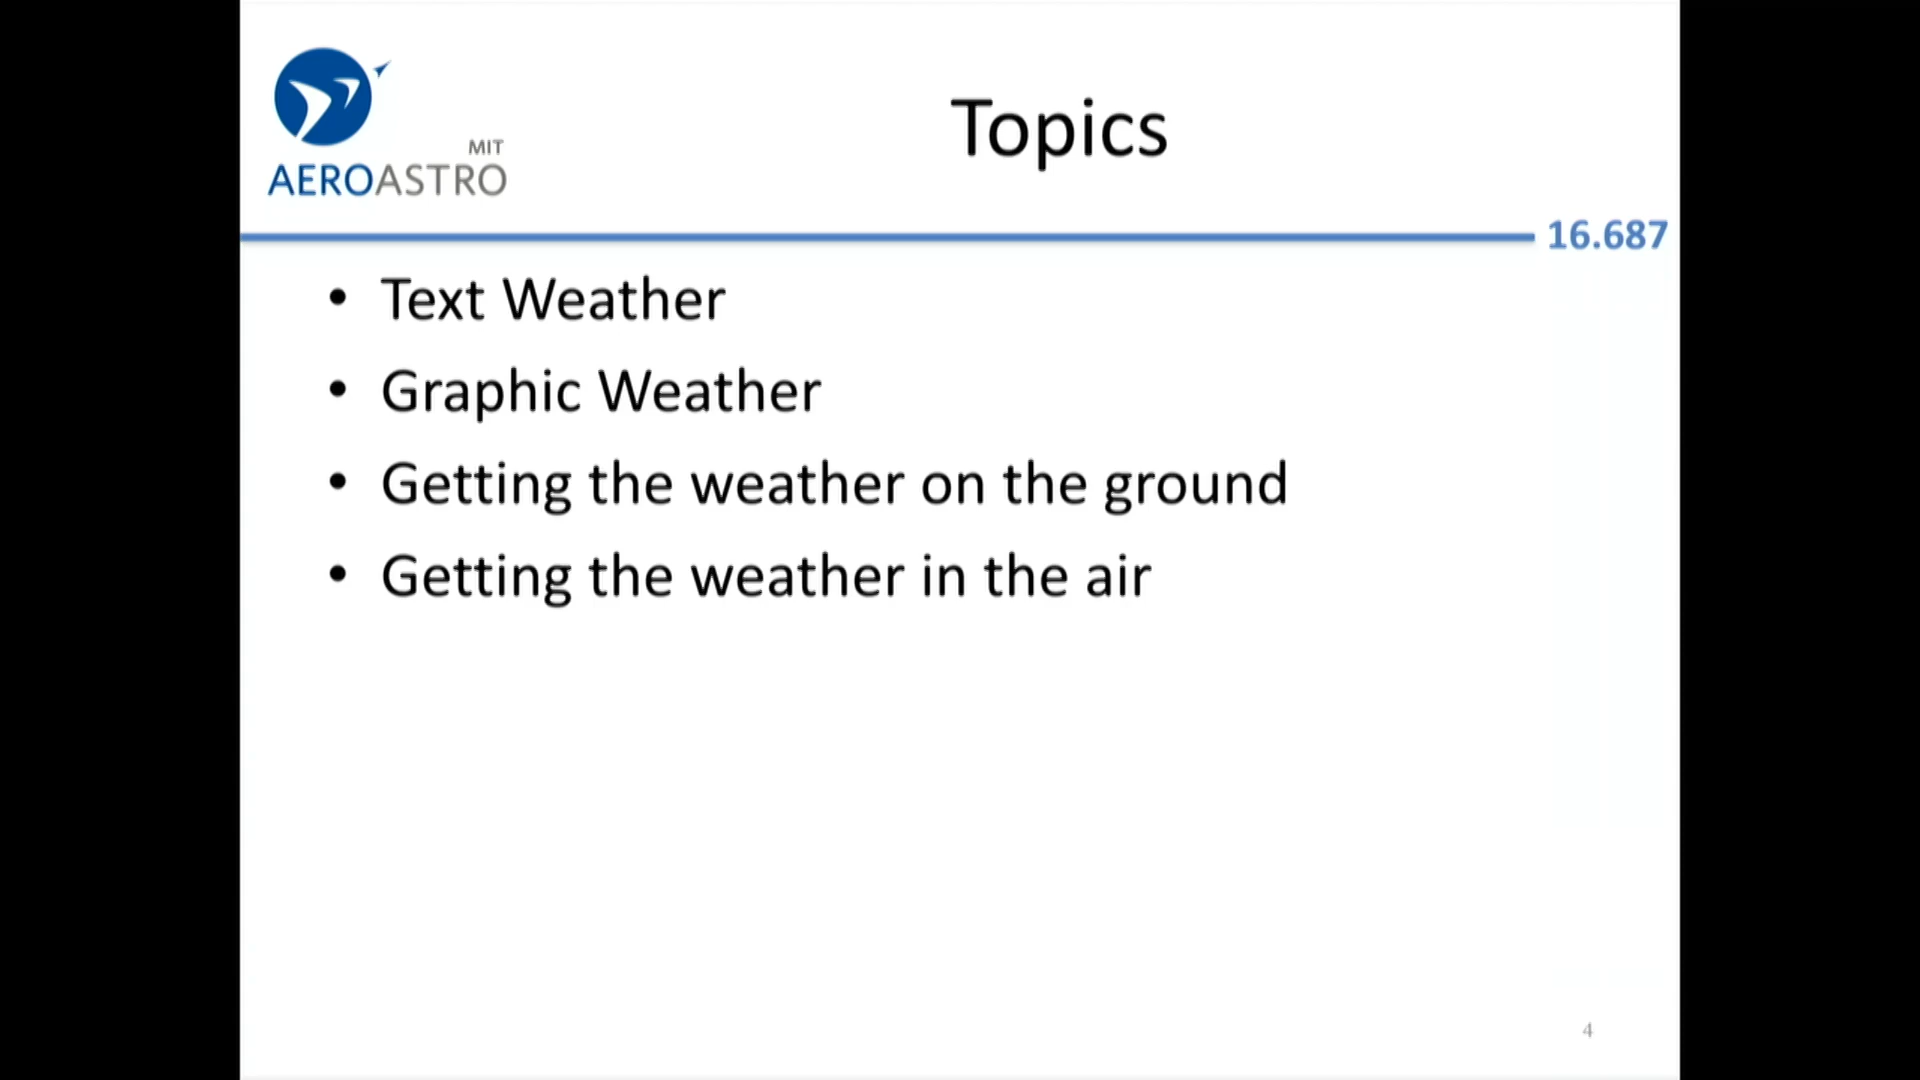 MIT
AEROASTRO
Topics
16.687
• Text Weather
• Graphic Weather
• Getting the weather on the ground
• Getting the weather in the air
4